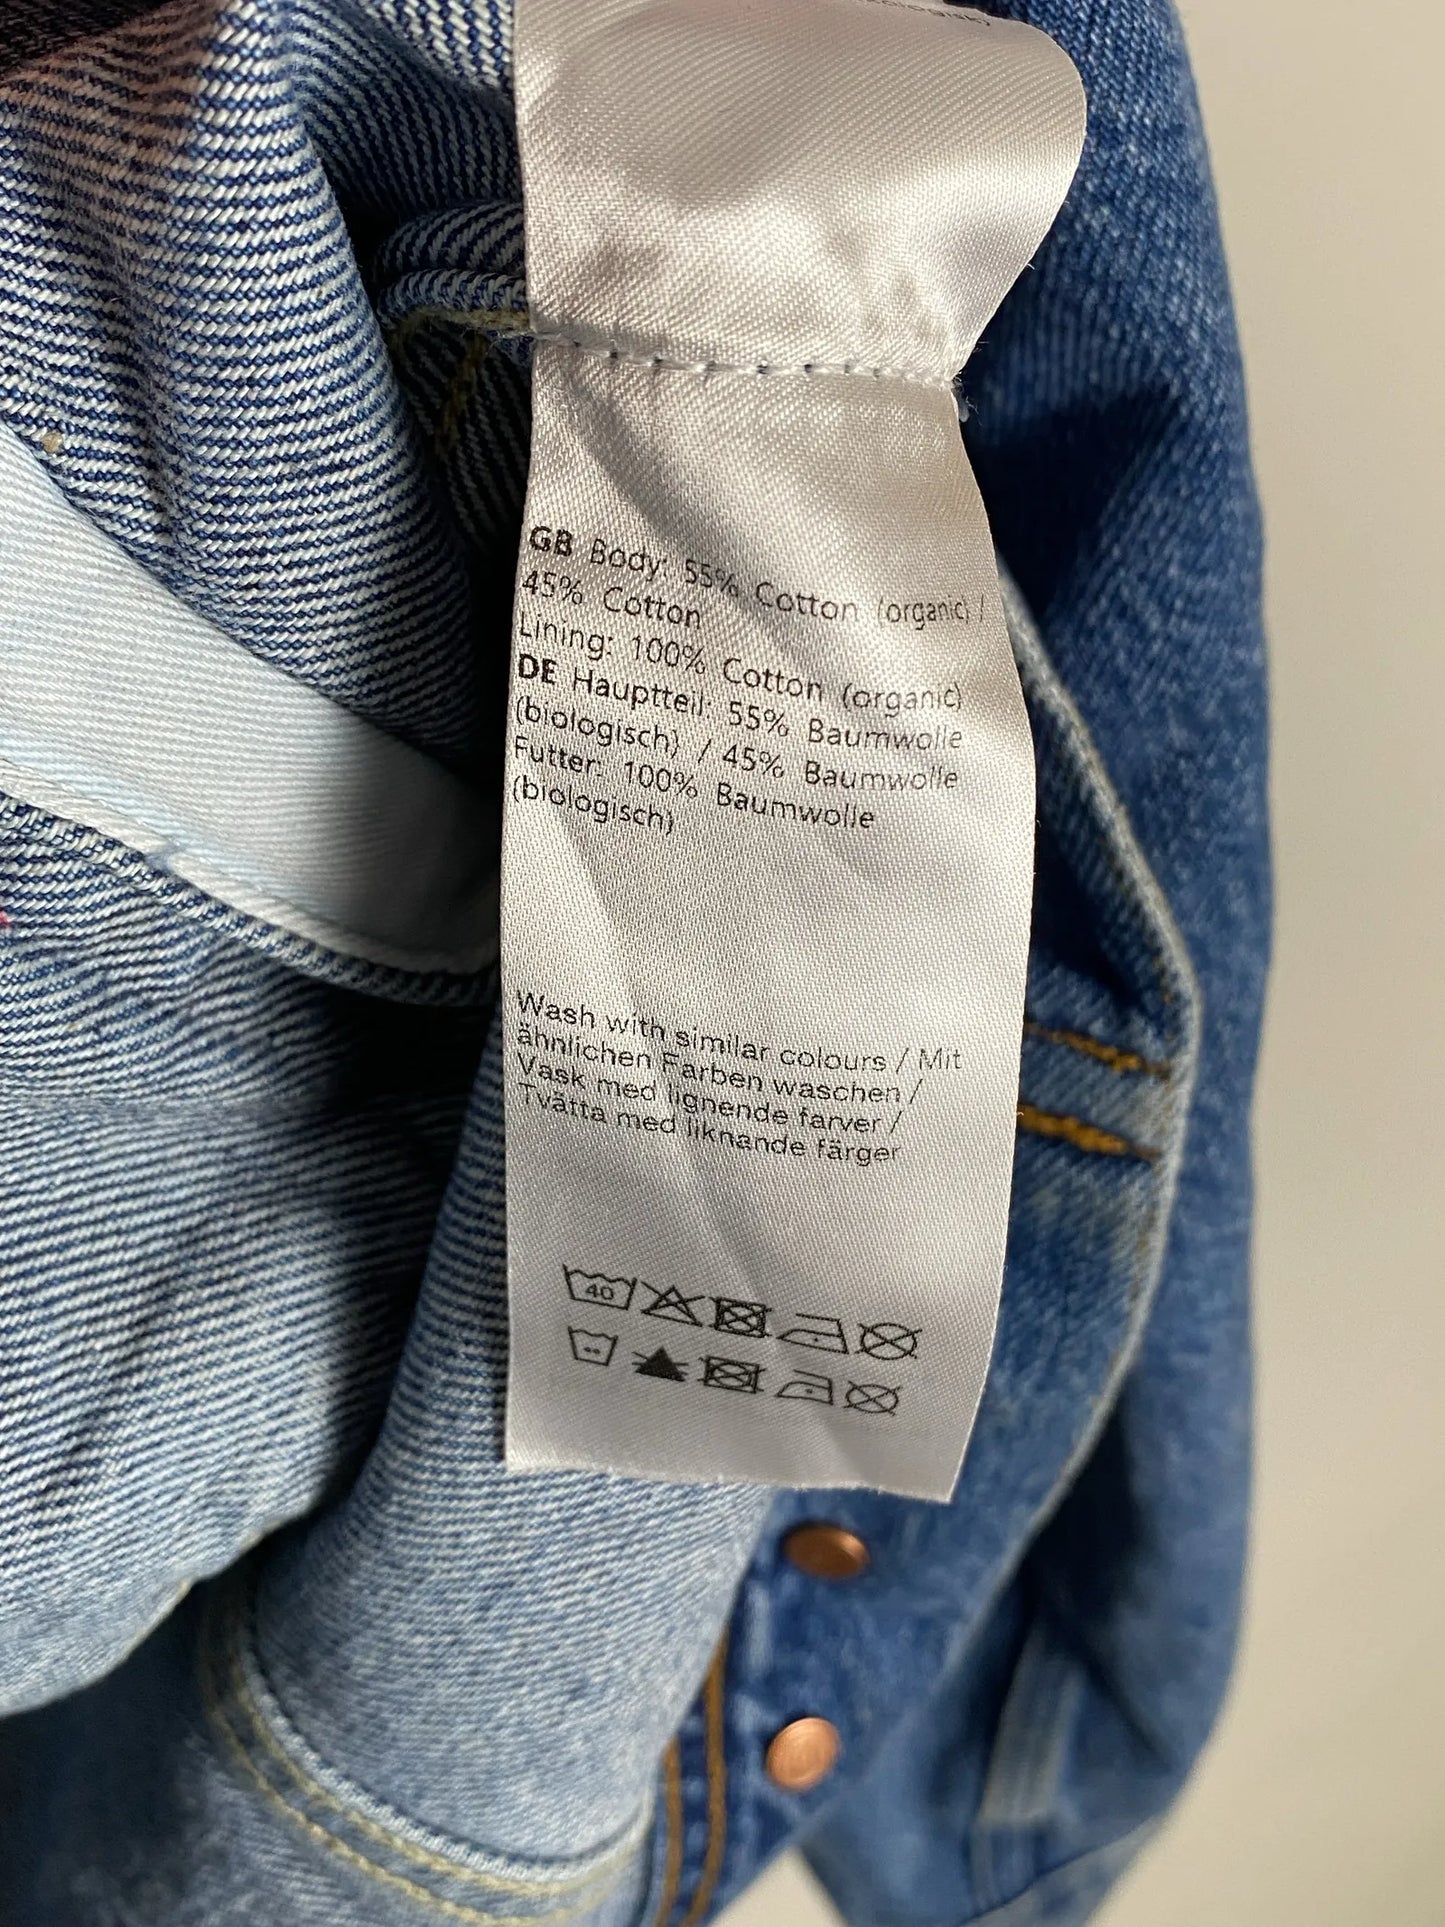 GB Body: 55% Cotton (organic) /
45% Cotton
Lining: 100% Cotton (organic)
DE Hauptteil: 55% Baumwolle
(biologisch) / 45% Baumwolle
Futter: 100% Baumwolle
(biologisch)
Wash with similar colours / Mit
ähnlichen Farben waschen /
Vask med lignende farver /
Tvätta med liknande färger
40